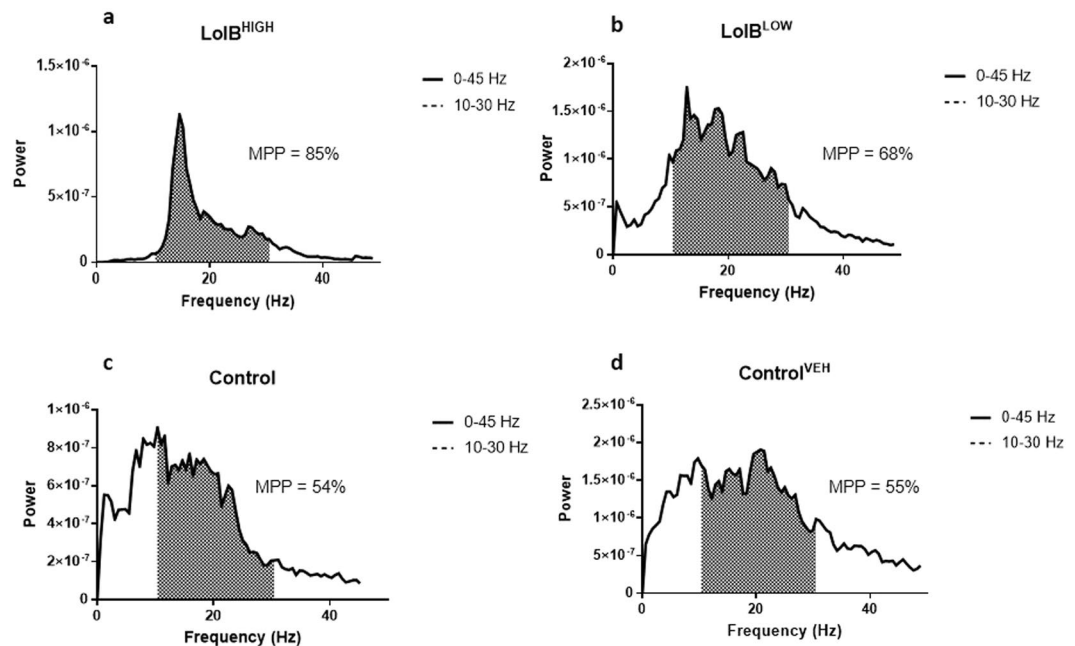 a
LolB^HIGH
1.5×10⁻⁶
1×10⁻⁶
5×10⁻⁷
0
Power
0 20 40
Frequency (Hz)
0-45 Hz
10-30 Hz
MPP = 85%
b
LolB^LOW
2×10⁻⁶
1.5×10⁻⁶
1×10⁻⁶
5×10⁻⁷
0
Power
0 20 40
Frequency (Hz)
0-45 Hz
10-30 Hz
MPP = 68%
c
Control
1×10⁻⁶
8×10⁻⁷
6×10⁻⁷
4×10⁻⁷
2×10⁻⁷
0
Power
0 20 40
Frequency (Hz)
0-45 Hz
10-30 Hz
MPP = 54%
d
Control^VEH
2.5×10⁻⁶
2×10⁻⁶
1.5×10⁻⁶
1×10⁻⁶
5×10⁻⁷
0
Power
0 20 40
Frequency (Hz)
0-45 Hz
10-30 Hz
MPP = 55%